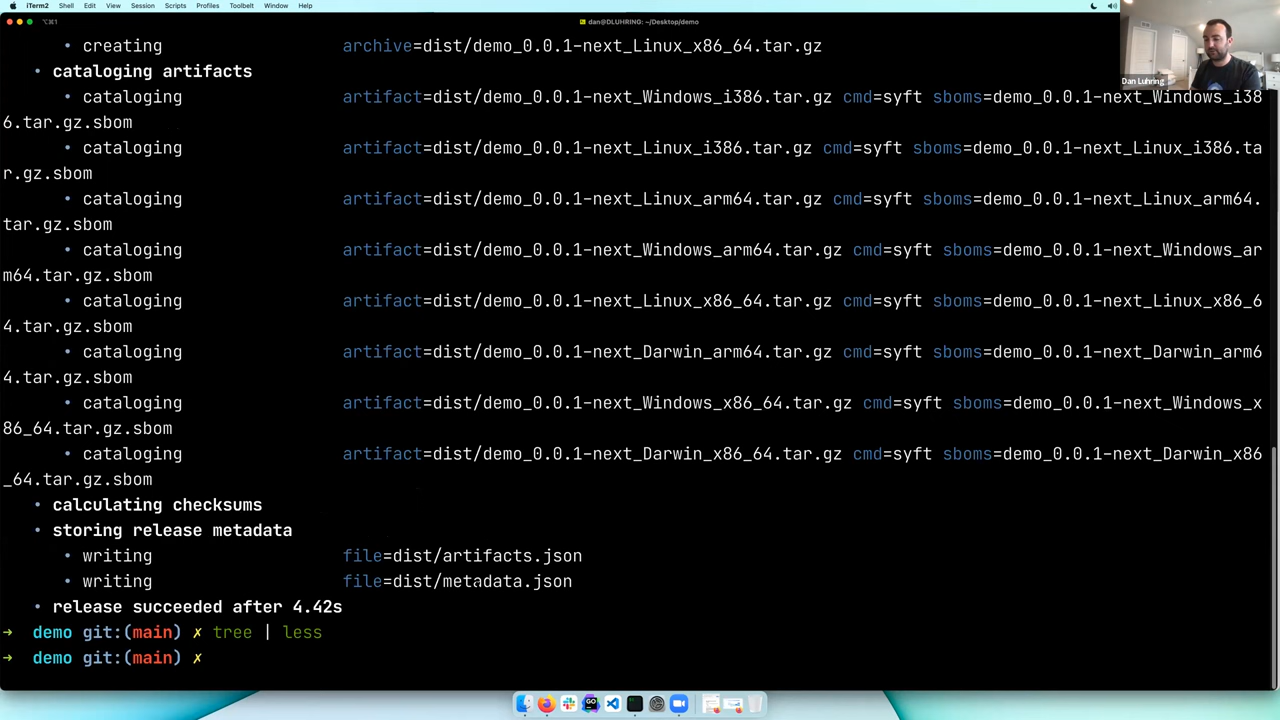 iTerm2 Shell Edit View Session Scripts Profiles Toolbelt Window Help
⌥⌘1 dan@DLUHRING: ~/Desktop/demo
Dan Luhring
• creating archive=dist/demo_0.0.1-next_Linux_x86_64.tar.gz
• cataloging artifacts
• cataloging artifact=dist/demo_0.0.1-next_Windows_i386.tar.gz cmd=syft sboms=demo_0.0.1-next_Windows_i38
6.tar.gz.sbom
• cataloging artifact=dist/demo_0.0.1-next_Linux_i386.tar.gz cmd=syft sboms=demo_0.0.1-next_Linux_i386.ta
r.gz.sbom
• cataloging artifact=dist/demo_0.0.1-next_Linux_arm64.tar.gz cmd=syft sboms=demo_0.0.1-next_Linux_arm64.
tar.gz.sbom
• cataloging artifact=dist/demo_0.0.1-next_Windows_arm64.tar.gz cmd=syft sboms=demo_0.0.1-next_Windows_ar
m64.tar.gz.sbom
• cataloging artifact=dist/demo_0.0.1-next_Linux_x86_64.tar.gz cmd=syft sboms=demo_0.0.1-next_Linux_x86_6
4.tar.gz.sbom
• cataloging artifact=dist/demo_0.0.1-next_Darwin_arm64.tar.gz cmd=syft sboms=demo_0.0.1-next_Darwin_arm6
4.tar.gz.sbom
• cataloging artifact=dist/demo_0.0.1-next_Windows_x86_64.tar.gz cmd=syft sboms=demo_0.0.1-next_Windows_x
86_64.tar.gz.sbom
• cataloging artifact=dist/demo_0.0.1-next_Darwin_x86_64.tar.gz cmd=syft sboms=demo_0.0.1-next_Darwin_x86
_64.tar.gz.sbom
• calculating checksums
• storing release metadata
• writing file=dist/artifacts.json
• writing file=dist/metadata.json
• release succeeded after 4.42s
→ demo git:(main) ✗ tree | less
→ demo git:(main) ✗